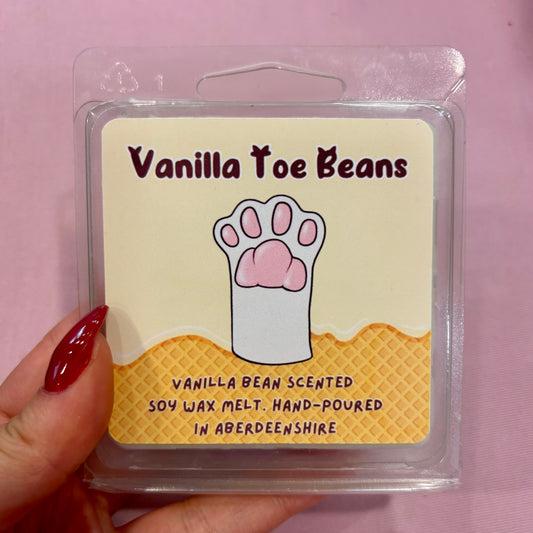 Vanilla Toe Beans
VANILLA BEAN SCENTED
SOY WAX MELT. HAND-POURED
IN ABERDEENSHIRE